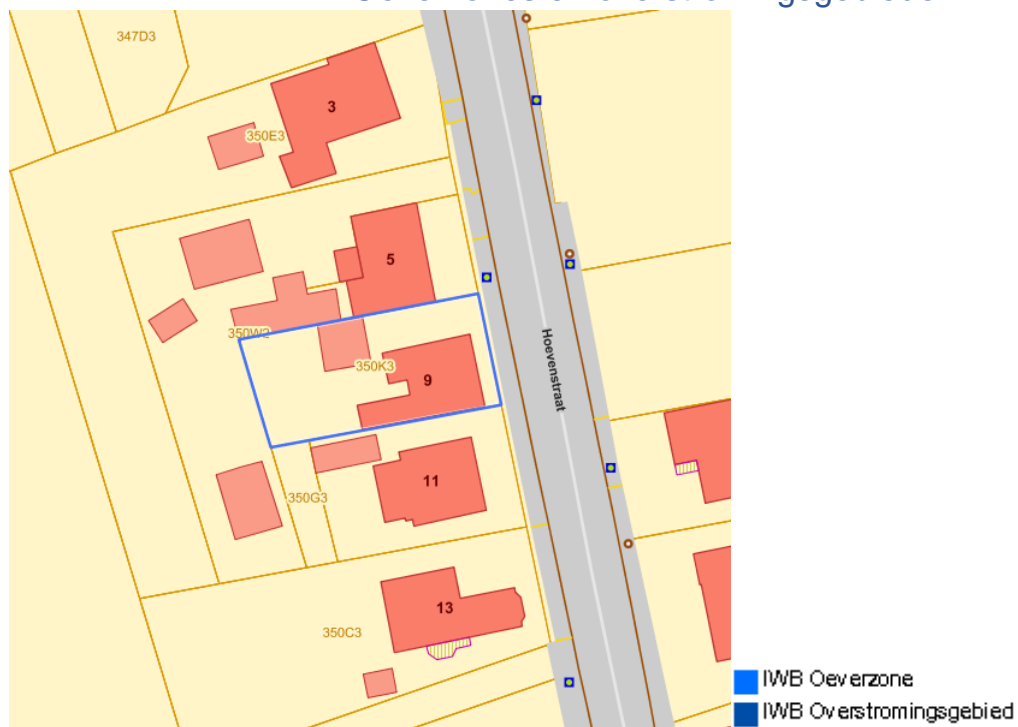 347D3
3
350E3
5
350W2
350K3
9
Hoevenstraat
11
350G3
13
350C3
IWB Oeverzone
IWB Overstromingsgebied